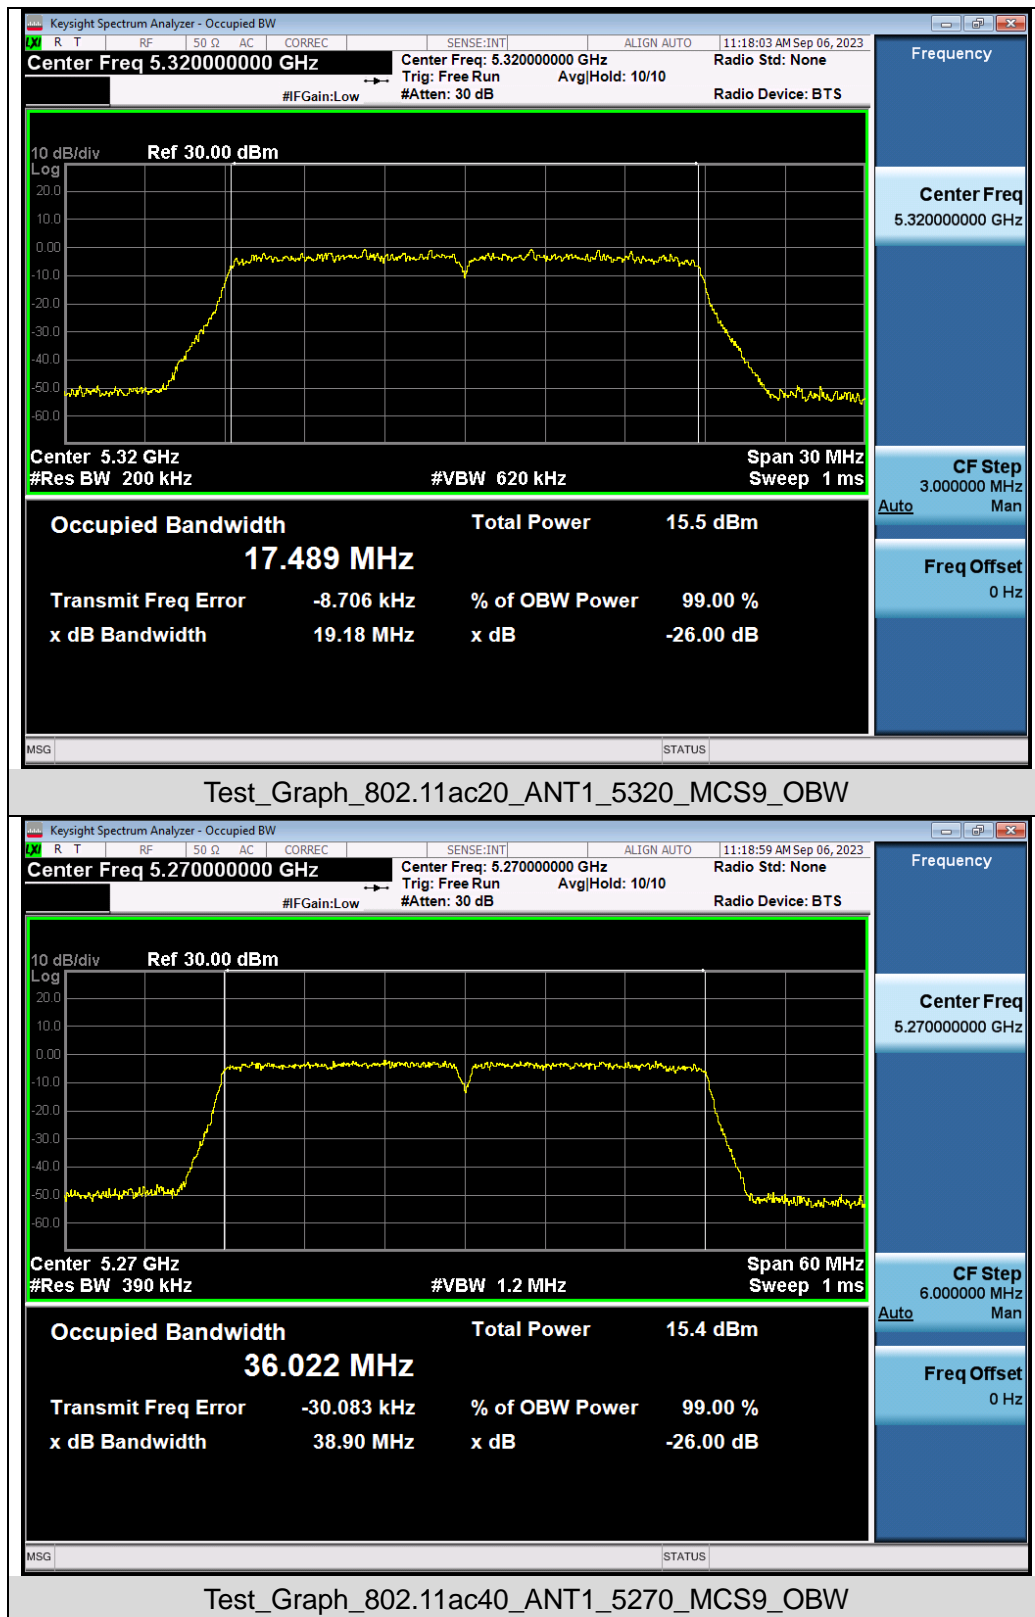 Keysight Spectrum Analyzer - Occupied BW
LXI R T RF 50 Ω AC CORREC SENSE:INT ALIGN AUTO 11:18:03 AM Sep 06, 2023
Center Freq 5.320000000 GHz
Center Freq: 5.320000000 GHz
Radio Std: None
Trig: Free Run Avg|Hold: 10/10
#IFGain:Low
#Atten: 30 dB
Radio Device: BTS
Frequency
10 dB/div Ref 30.00 dBm
Log
20.0
10.0
0.00
-10.0
-20.0
-30.0
-40.0
-50.0
-60.0
Center 5.32 GHz Span 30 MHz
#Res BW 200 kHz #VBW 620 kHz Sweep 1 ms
Center Freq
5.320000000 GHz
CF Step
3.000000 MHz
Auto Man
Freq Offset
0 Hz
Occupied Bandwidth Total Power 15.5 dBm
17.489 MHz
Transmit Freq Error -8.706 kHz % of OBW Power 99.00 %
x dB Bandwidth 19.18 MHz x dB -26.00 dB
MSG STATUS
Test_Graph_802.11ac20_ANT1_5320_MCS9_OBW
Keysight Spectrum Analyzer - Occupied BW
LXI R T RF 50 Ω AC CORREC SENSE:INT ALIGN AUTO 11:18:59 AM Sep 06, 2023
Center Freq 5.270000000 GHz
Center Freq: 5.270000000 GHz
Radio Std: None
Trig: Free Run Avg|Hold: 10/10
#IFGain:Low
#Atten: 30 dB
Radio Device: BTS
Frequency
10 dB/div Ref 30.00 dBm
Log
20.0
10.0
0.00
-10.0
-20.0
-30.0
-40.0
-50.0
-60.0
Center 5.27 GHz Span 60 MHz
#Res BW 390 kHz #VBW 1.2 MHz Sweep 1 ms
Center Freq
5.270000000 GHz
CF Step
6.000000 MHz
Auto Man
Freq Offset
0 Hz
Occupied Bandwidth Total Power 15.4 dBm
36.022 MHz
Transmit Freq Error -30.083 kHz % of OBW Power 99.00 %
x dB Bandwidth 38.90 MHz x dB -26.00 dB
MSG STATUS
Test_Graph_802.11ac40_ANT1_5270_MCS9_OBW